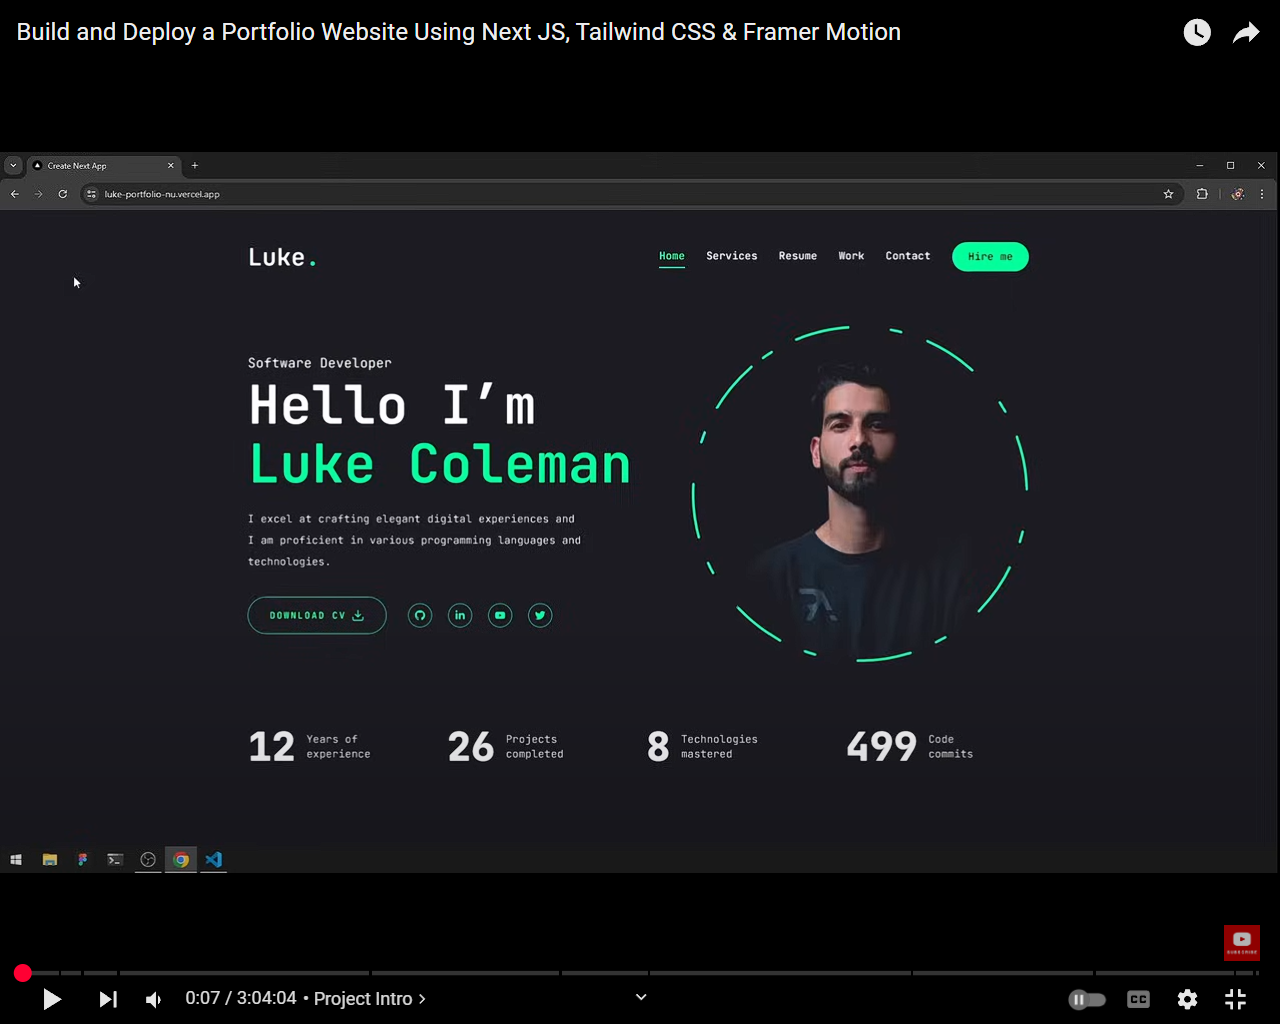 Build and Deploy a Portfolio Website Using Next JS, Tailwind CSS & Framer Motion
Create Next App
luke-portfolio-nu.vercel.app
Luke.
Home Services Resume Work Contact Hire me
Software Developer
Hello I’m
Luke Coleman
I excel at crafting elegant digital experiences and
I am proficient in various programming languages and
technologies.
DOWNLOAD CV
in
12 Years of
experience
26 Projects
completed
8 Technologies
mastered
499 Code
commits
SUBSCRIBE
0:07 / 3:04:04 • Project Intro
CC